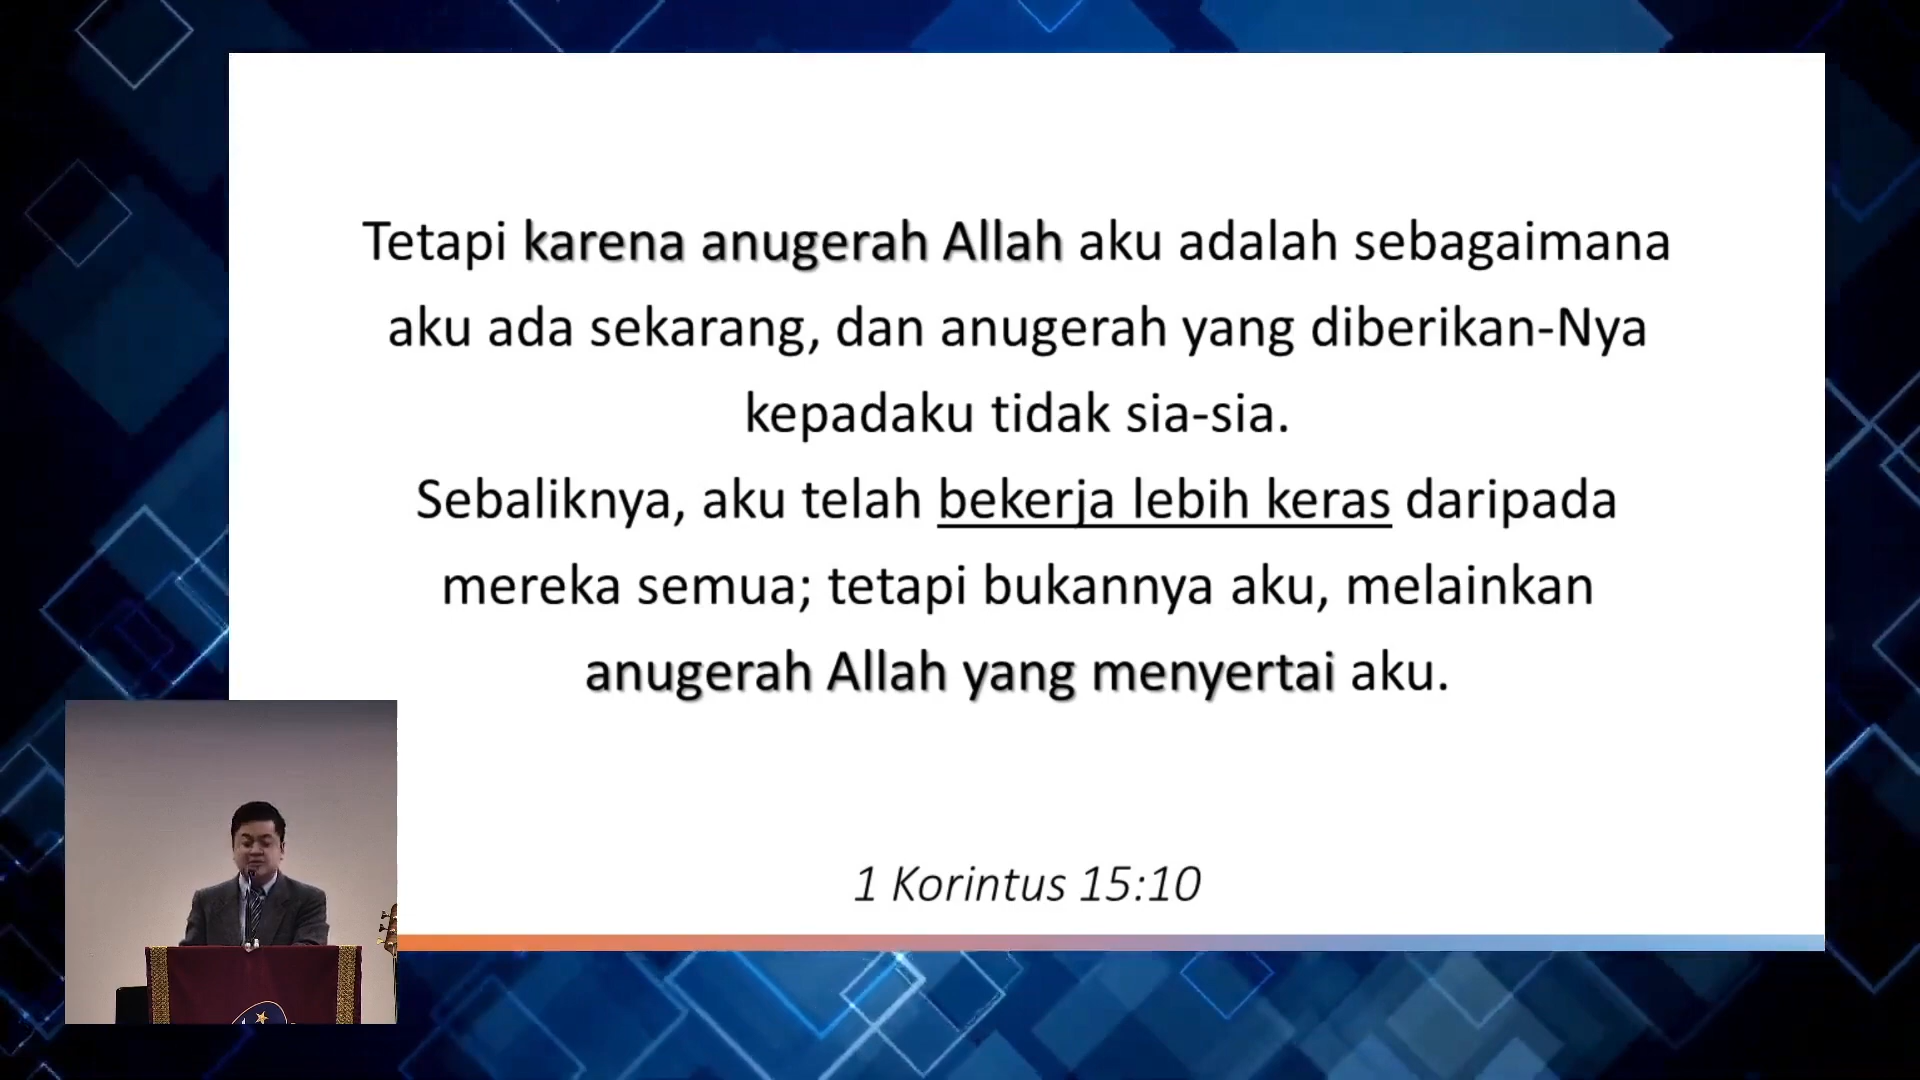 Tetapi karena anugerah Allah aku adalah sebagaimana
aku ada sekarang, dan anugerah yang diberikan-Nya
kepadaku tidak sia-sia.
Sebaliknya, aku telah bekerja lebih keras daripada
mereka semua; tetapi bukannya aku, melainkan
anugerah Allah yang menyertai aku.
1 Korintus 15:10